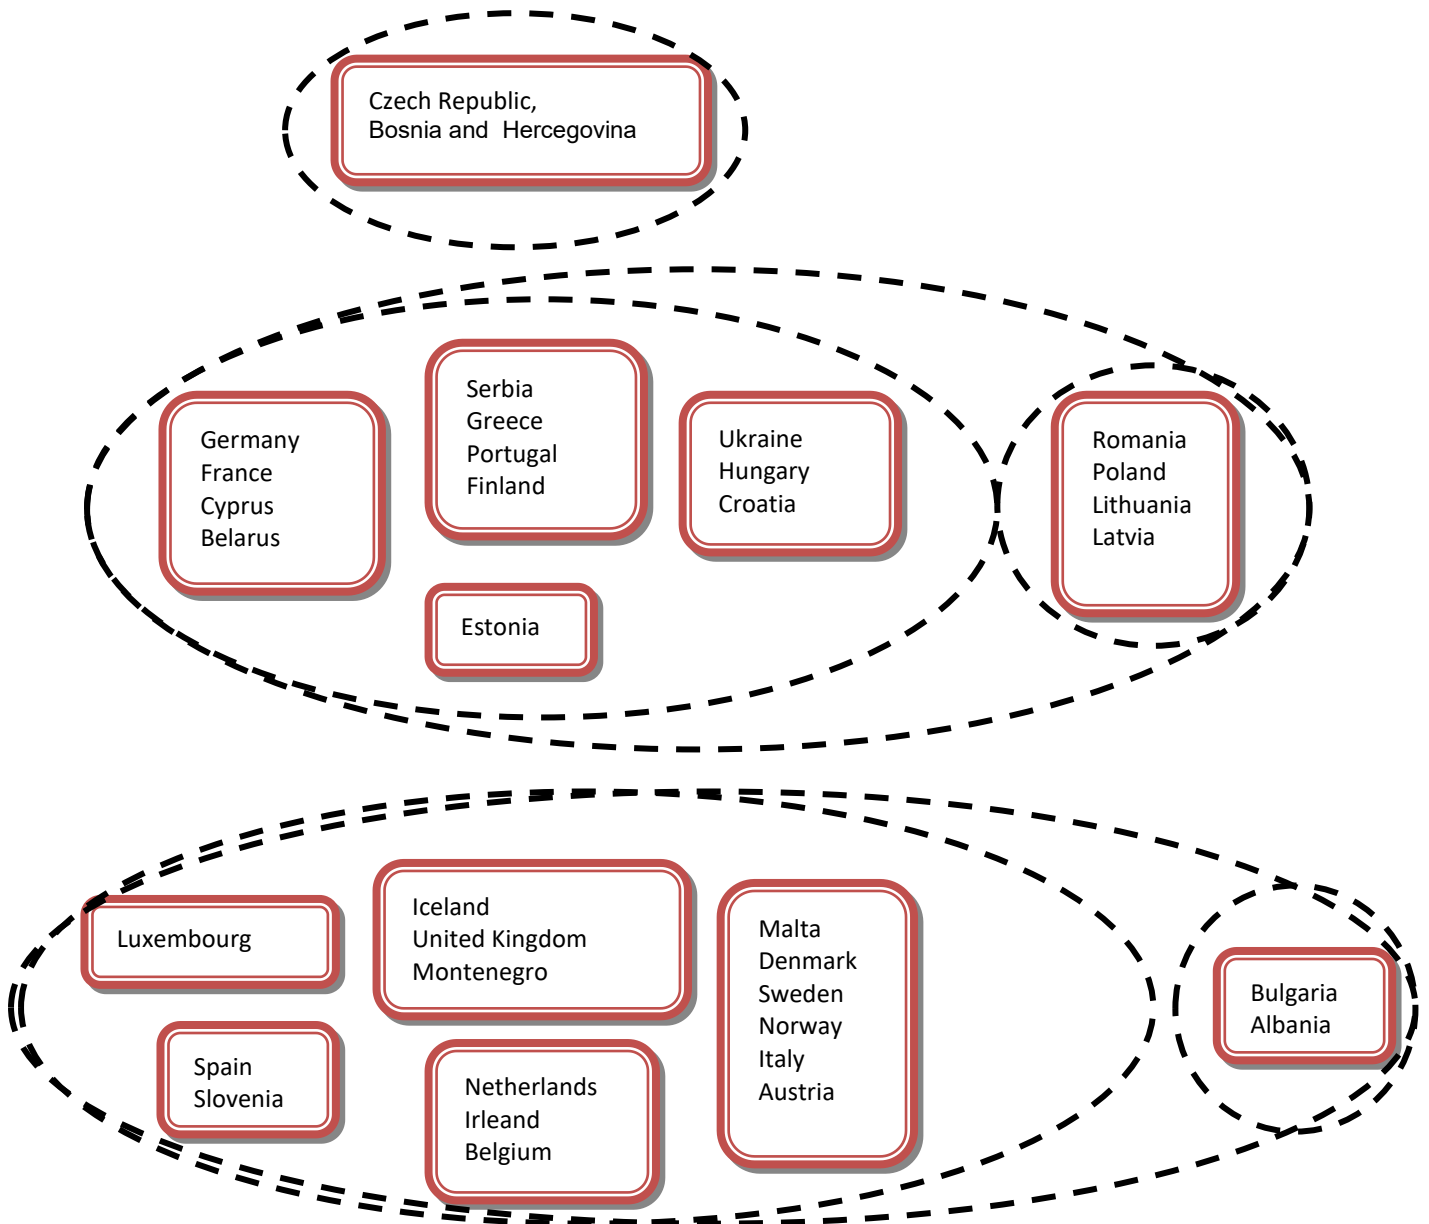 Czech Republic,
Bosnia and  Hercegovina
Germany
France
Cyprus
Belarus
Serbia
Greece
Portugal
Finland
Ukraine
Hungary
Croatia
Romania
Poland
Lithuania
Latvia
Estonia
Luxembourg
Iceland
United Kingdom
Montenegro
Malta
Denmark
Sweden
Norway
Italy
Austria
Bulgaria
Albania
Spain
Slovenia
Netherlands
Irleand
Belgium